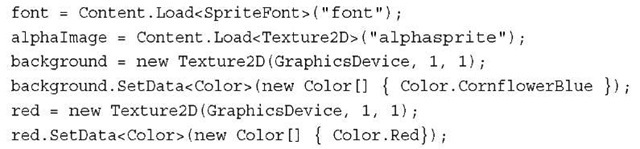 font = Content.Load<SpriteFont>("font");
alphaImage = Content.Load<Texture2D>("alphasprite");
background = new Texture2D(GraphicsDevice, 1, 1);
background.SetData<Color>(new Color[] { Color.CornflowerBlue });
red = new Texture2D(GraphicsDevice, 1, 1);
red.SetData<Color>(new Color[] { Color.Red});